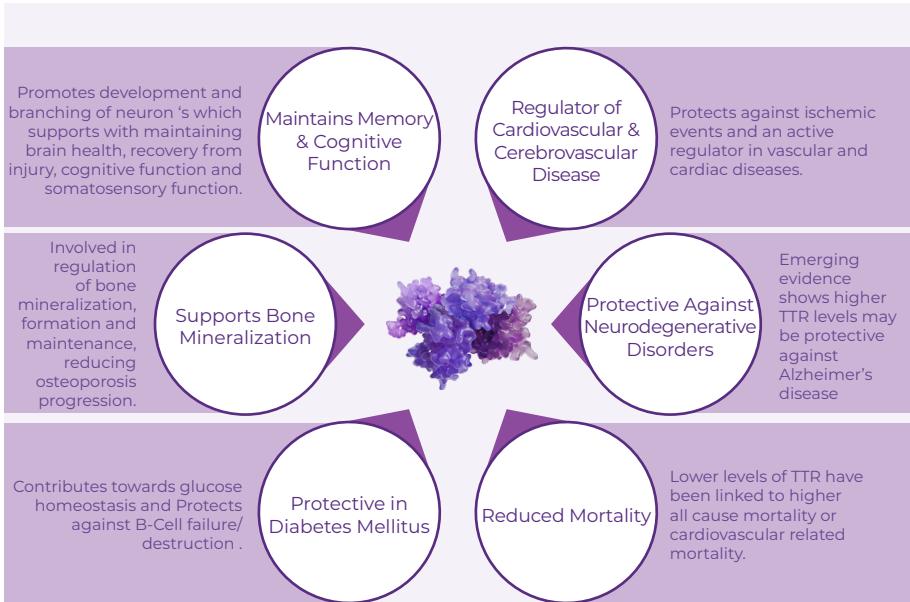 Promotes development and
branching of neuron ‘s which
supports with maintaining
brain health, recovery from
injury, cognitive function and
somatosensory function.
Maintains Memory
& Cognitive
Function
Regulator of
Cardiovascular &
Cerebrovascular
Disease
Protects against ischemic
events and an active
regulator in vascular and
cardiac diseases.
Involved in
regulation
of bone
mineralization,
formation and
maintenance,
reducing
osteoporosis
progression.
Supports Bone
Mineralization
Protective Against
Neurodegenerative
Disorders
Emerging
evidence
shows higher
TTR levels may
be protective
against
Alzheimer’s
disease
Contributes towards glucose
homeostasis and Protects
against B-Cell failure/
destruction .
Protective in
Diabetes Mellitus
Reduced Mortality
Lower levels of TTR have
been linked to higher
all cause mortality or
cardiovascular related
mortality.